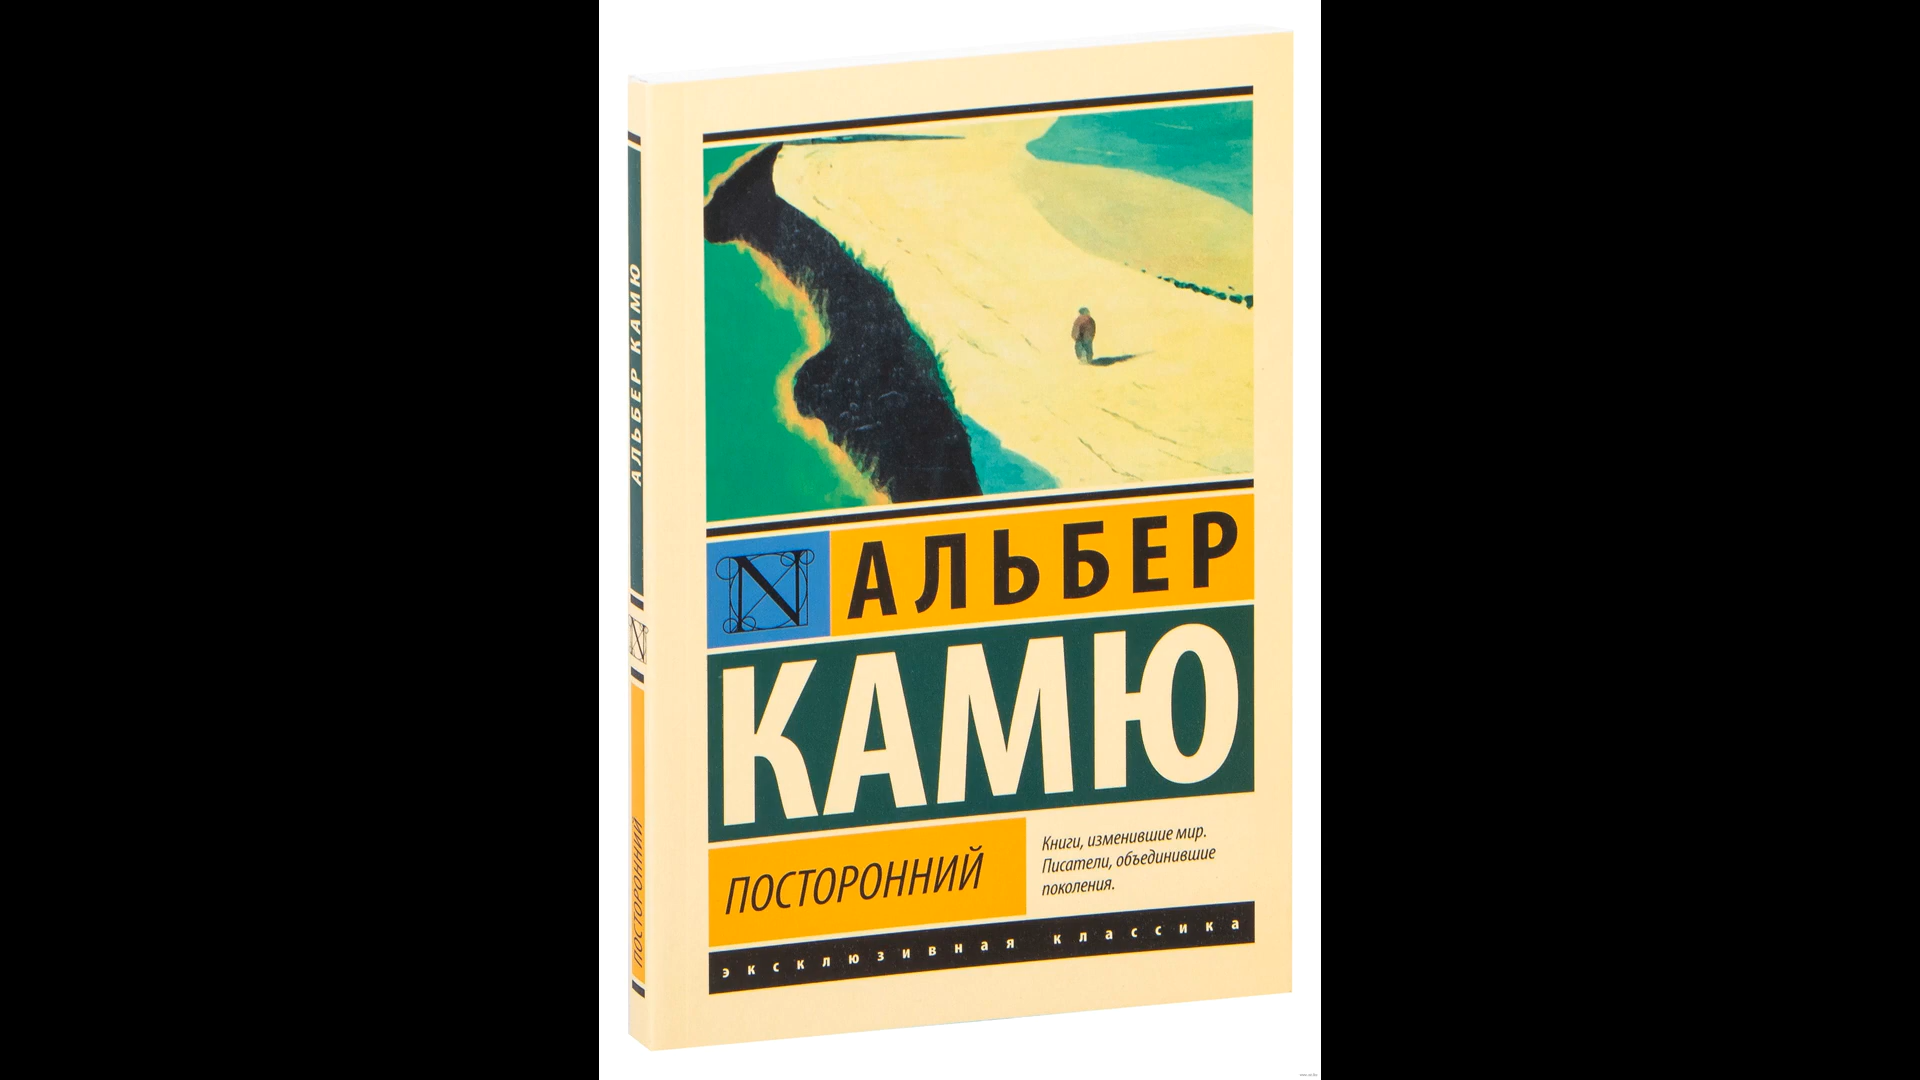 АЛЬБЕР КАМЮ
ПОСТОРОННИЙ
N
N
АЛЬБЕР
КАМЮ
ПОСТОРОННИЙ
Книги, изменившие мир.
Писатели, объединившие
поколения.
эксклюзивная классика